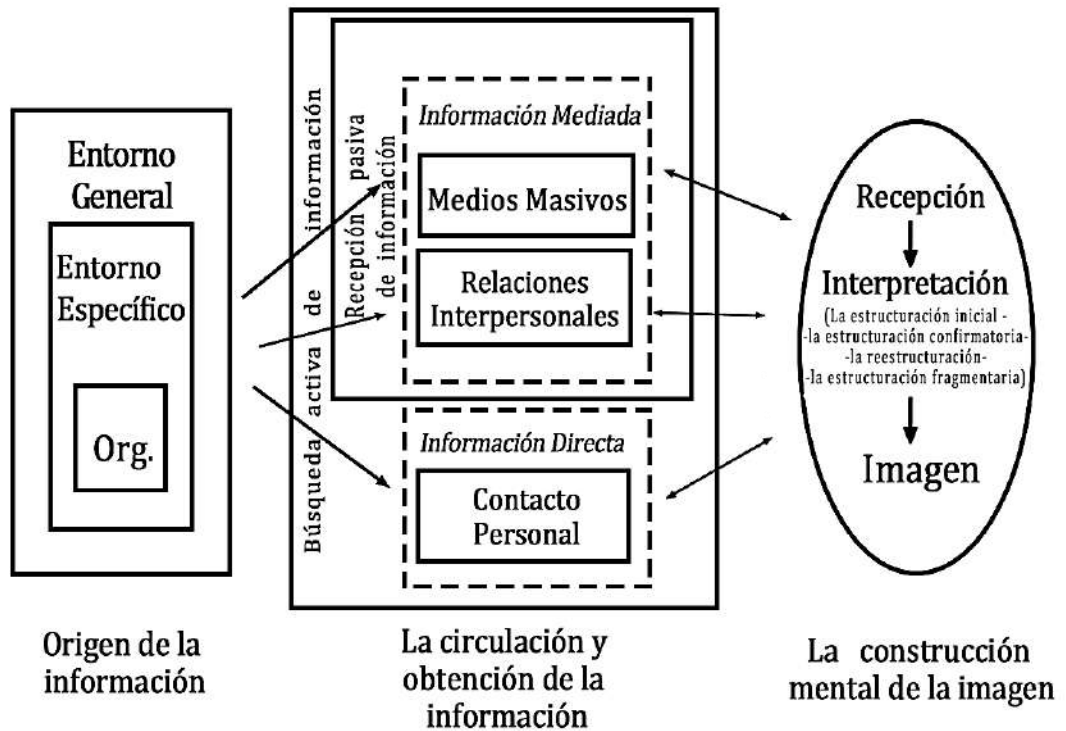 Entorno
General
Entorno
Específico
Org.
Origen de la
información
Búsqueda activa de información
Recepción pasiva
de información
Información Mediada
Medios Masivos
Relaciones
Interpersonales
Información Directa
Contacto
Personal
La circulación y
obtención de la
información
Recepción
Interpretación
(La estructuración inicial -
-la estructuración confirmatoria-
-la reestructuración-
-la estructuración fragmentaria)
Imagen
La construcción
mental de la imagen